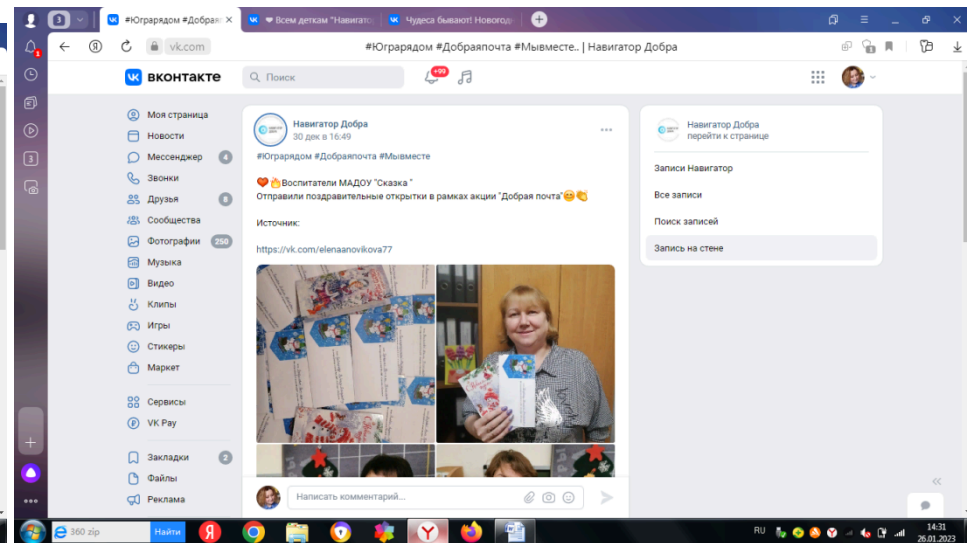 3
#Юграрядом #Добрая
❤ Всем деткам "Навигато
Чудеса бывают! Новогод
1
vk.com
#Юграрядом #Добраяпочта #Мывместе.. | Навигатор Добра
3
ВКОНТАКТЕ
Поиск
+99
Моя страница
Новости
Мессенджер 4
Звонки
Друзья 8
Сообщества
Фотографии 250
Музыка
Видео
Клипы
Игры
Стикеры
Маркет
Сервисы
VK Pay
Закладки 2
Файлы
Реклама
Навигатор Добра
30 дек в 16:49
#Юграрядом #Добраяпочта #Мывместе
Воспитатели МАДОУ "Сказка "
Отправили поздравительные открытки в рамках акции "Добрая почта"
Источник:
https://vk.com/elenaanovikova77
Написать комментарий...
Навигатор Добра
перейти к странице
Записи Навигатор
Все записи
Поиск записей
Запись на стене
360 zip
Найти
RU
14:31
26.01.2023